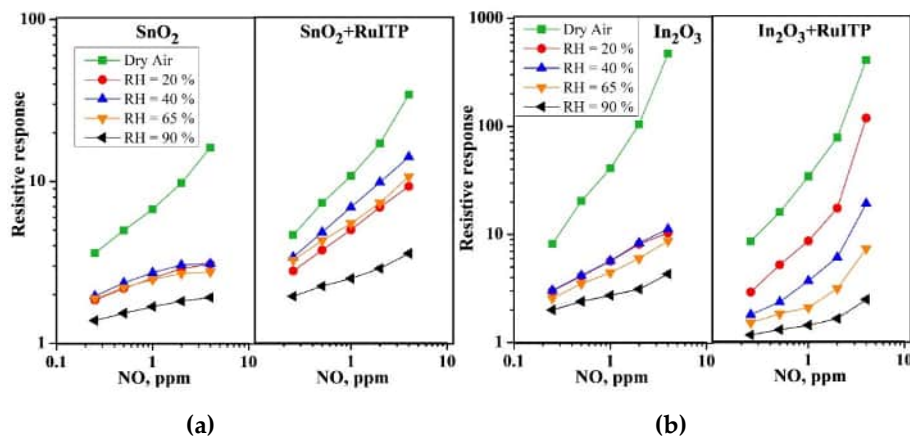 SnO2
SnO2+RuITP
Dry Air
RH = 20 %
RH = 40 %
RH = 65 %
RH = 90 %
Resistive response
100
10
1
0.1
1
10
1
10
NO, ppm
NO, ppm
(a)
In2O3
In2O3+RuITP
Dry Air
RH = 20 %
RH = 40 %
RH = 65 %
RH = 90 %
Resistive response
1000
100
10
1
0.1
1
10
1
10
NO, ppm
NO, ppm
(b)